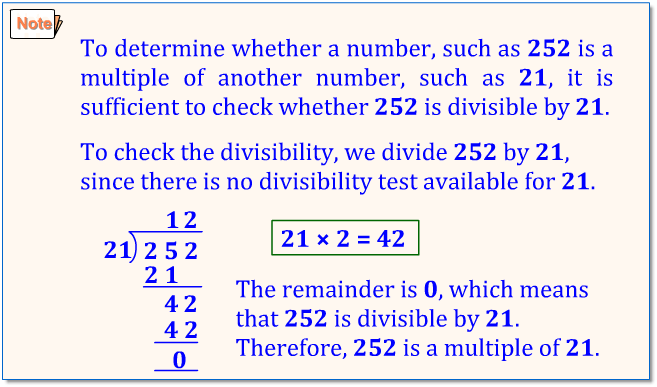 Note
To determine whether a number, such as 252 is a
multiple of another number, such as 21, it is
sufficient to check whether 252 is divisible by 21.
To check the divisibility, we divide 252 by 21,
since there is no divisibility test available for 21.
12
21)252
21
42
42
0
21 × 2 = 42
The remainder is 0, which means
that 252 is divisible by 21.
Therefore, 252 is a multiple of 21.